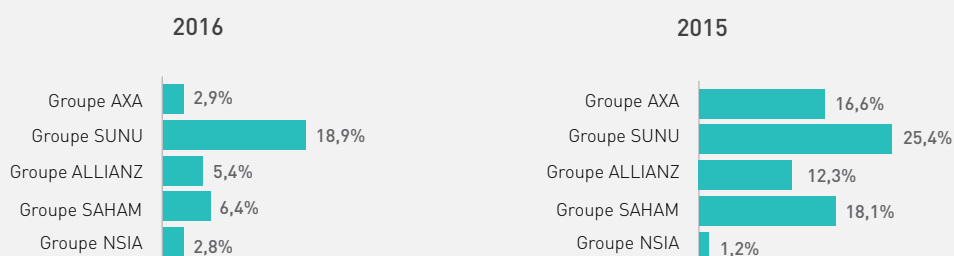 2016
Groupe AXA 2,9%
Groupe SUNU 18,9%
Groupe ALLIANZ 5,4%
Groupe SAHAM 6,4%
Groupe NSIA 2,8%
2015
Groupe AXA 16,6%
Groupe SUNU 25,4%
Groupe ALLIANZ 12,3%
Groupe SAHAM 18,1%
Groupe NSIA 1,2%